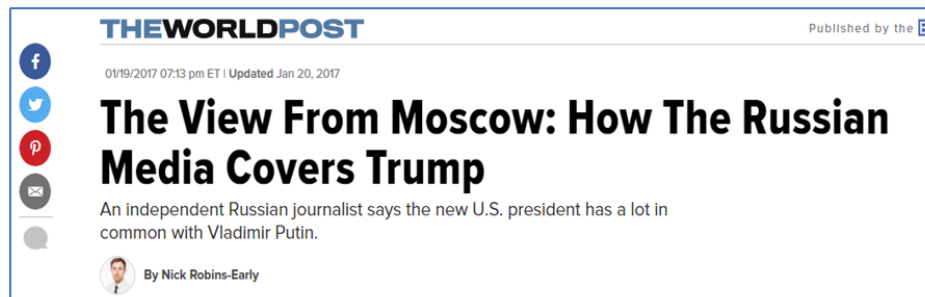 THEWORLDPOST
Published by the
01/19/2017 07:13 pm ET | Updated Jan 20, 2017
The View From Moscow: How The Russian
Media Covers Trump
An independent Russian journalist says the new U.S. president has a lot in
common with Vladimir Putin.
By Nick Robins-Early